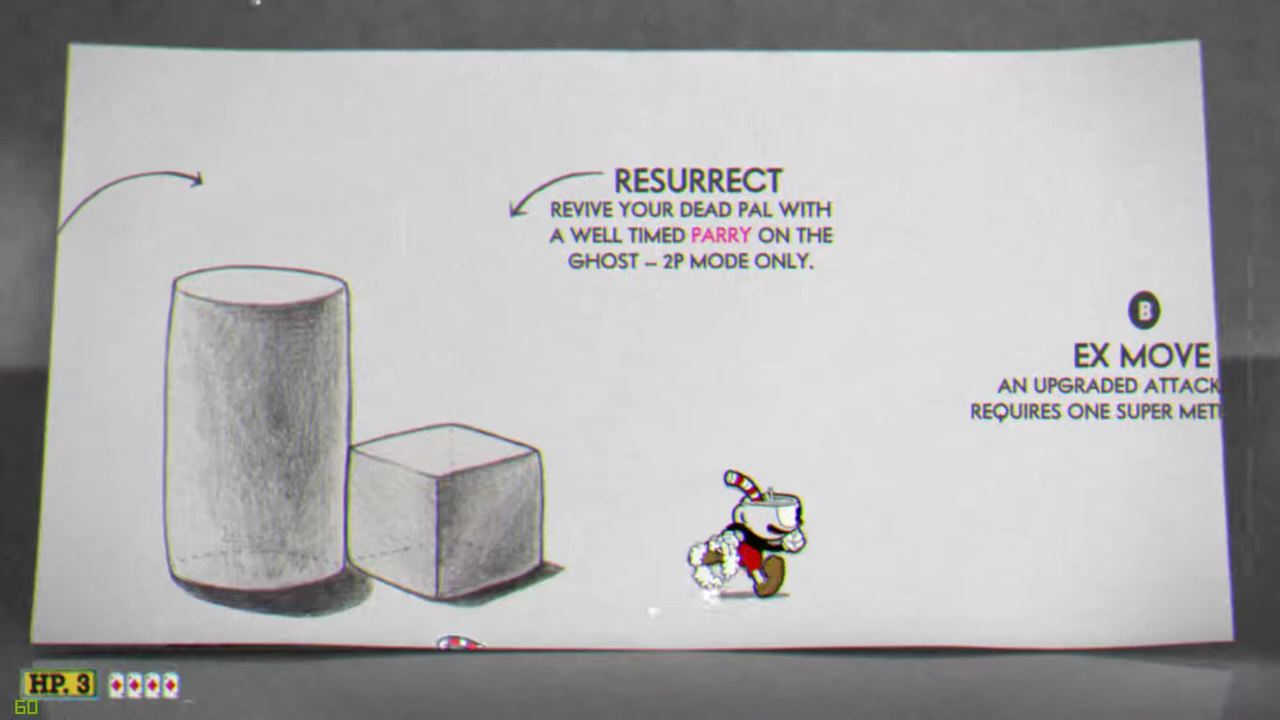 RESURRECT
REVIVE YOUR DEAD PAL WITH
A WELL TIMED PARRY ON THE
GHOST – 2P MODE ONLY.
B
EX MOVE
AN UPGRADED ATTACK
REQUIRES ONE SUPER MET
HP. 3
60